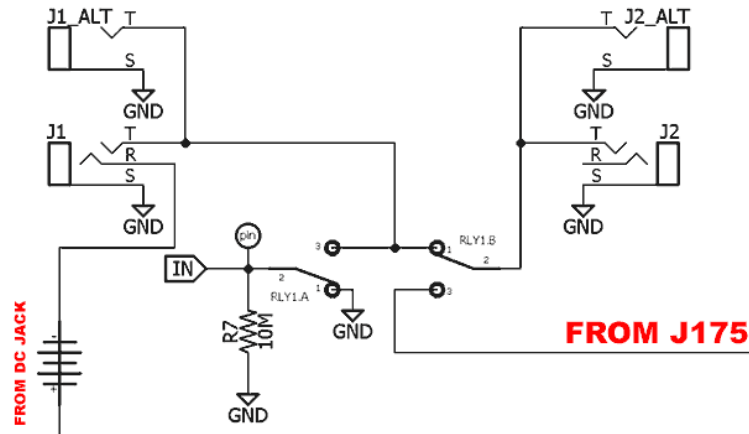 J1_ALT T
S
GND
J1
T
R
S
GND
T J2_ALT
S
GND
T
J2
R
S
GND
pin
IN
2
3
1
RLY1.A
GND
R7
10M
GND
1
RLY1.B
2
3
FROM J175
FROM DC JACK
-
+